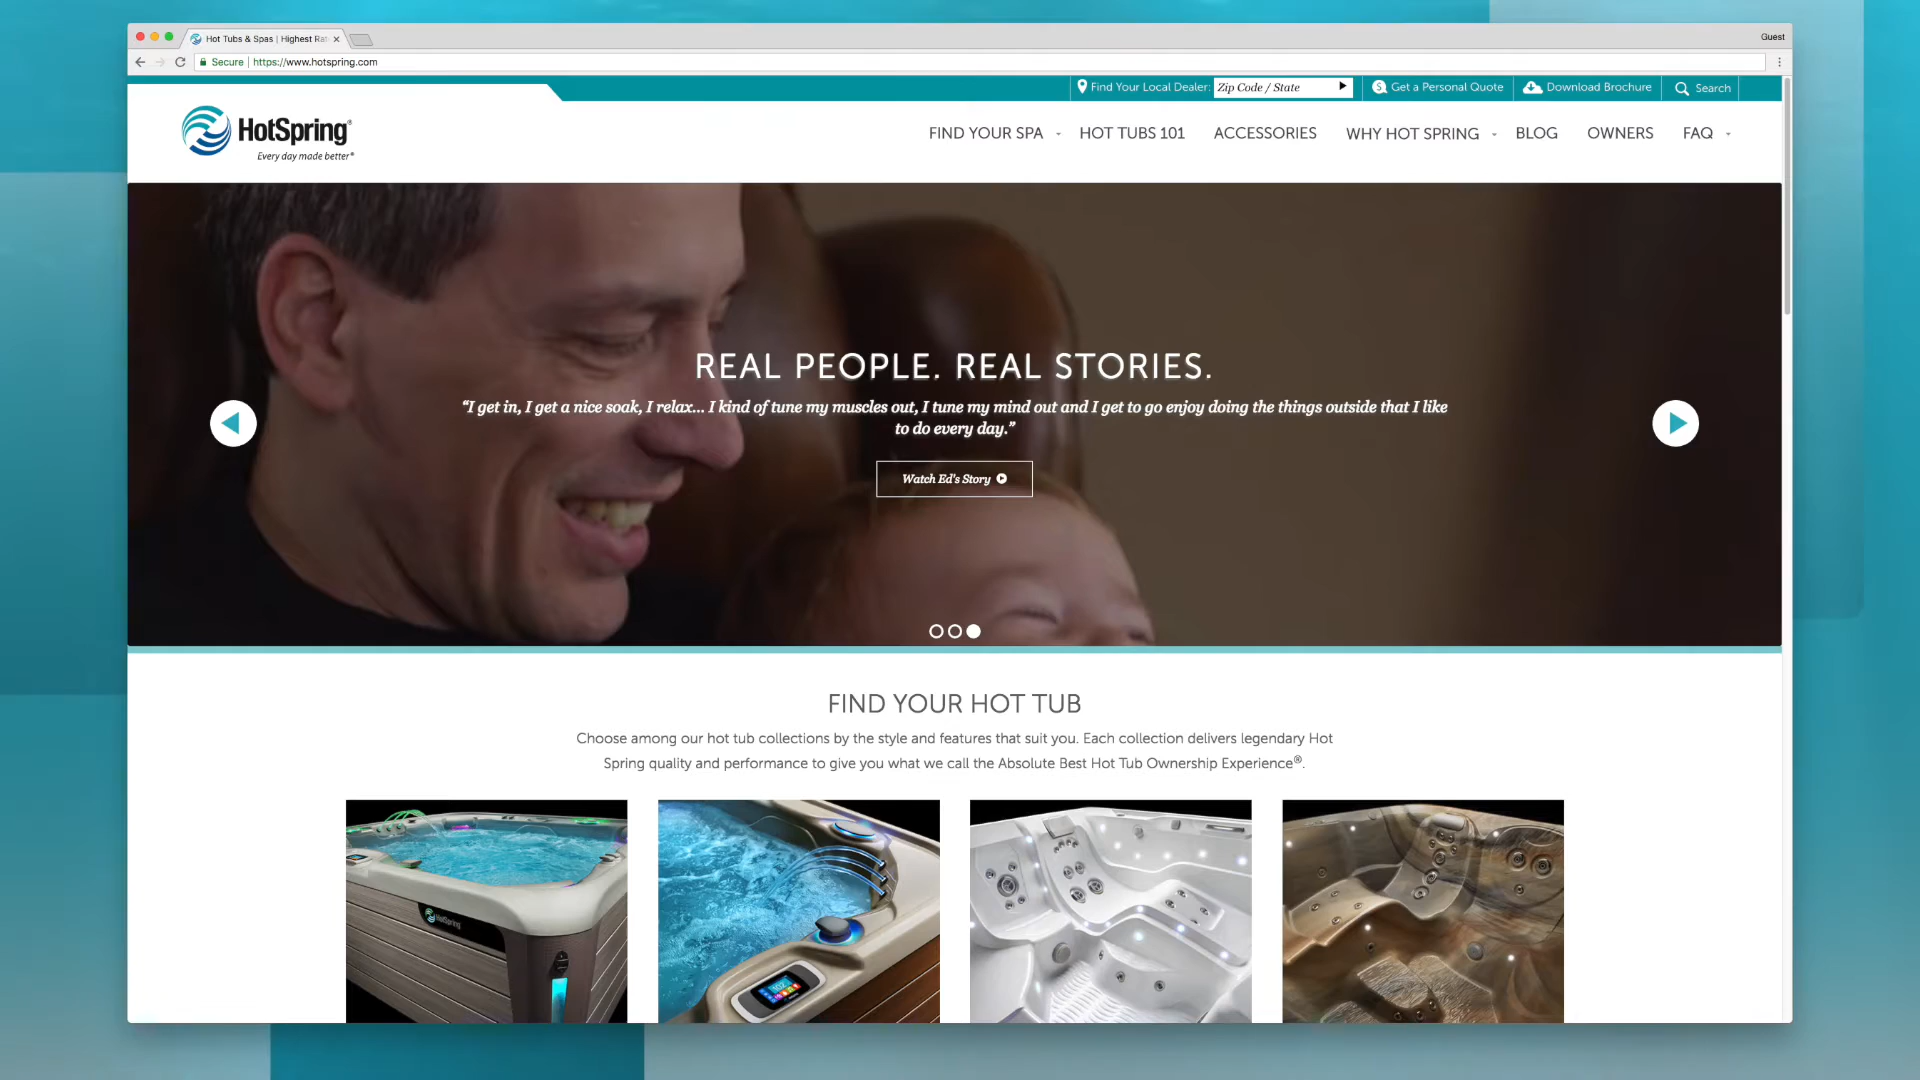 Hot Tubs & Spas | Highest Rat
Guest
Secure
https://www.hotspring.com
Find Your Local Dealer:
Zip Code / State
Get a Personal Quote
Download Brochure
Search
HotSpring®
Every day made better®
FIND YOUR SPA
HOT TUBS 101
ACCESSORIES
WHY HOT SPRING
BLOG
OWNERS
FAQ
REAL PEOPLE. REAL STORIES.
“I get in, I get a nice soak, I relax... I kind of tune my muscles out, I tune my mind out and I get to go enjoy doing the things outside that I like
to do every day.”
Watch Ed's Story
FIND YOUR HOT TUB
Choose among our hot tub collections by the style and features that suit you. Each collection delivers legendary Hot
Spring quality and performance to give you what we call the Absolute Best Hot Tub Ownership Experience®.
HotSpring